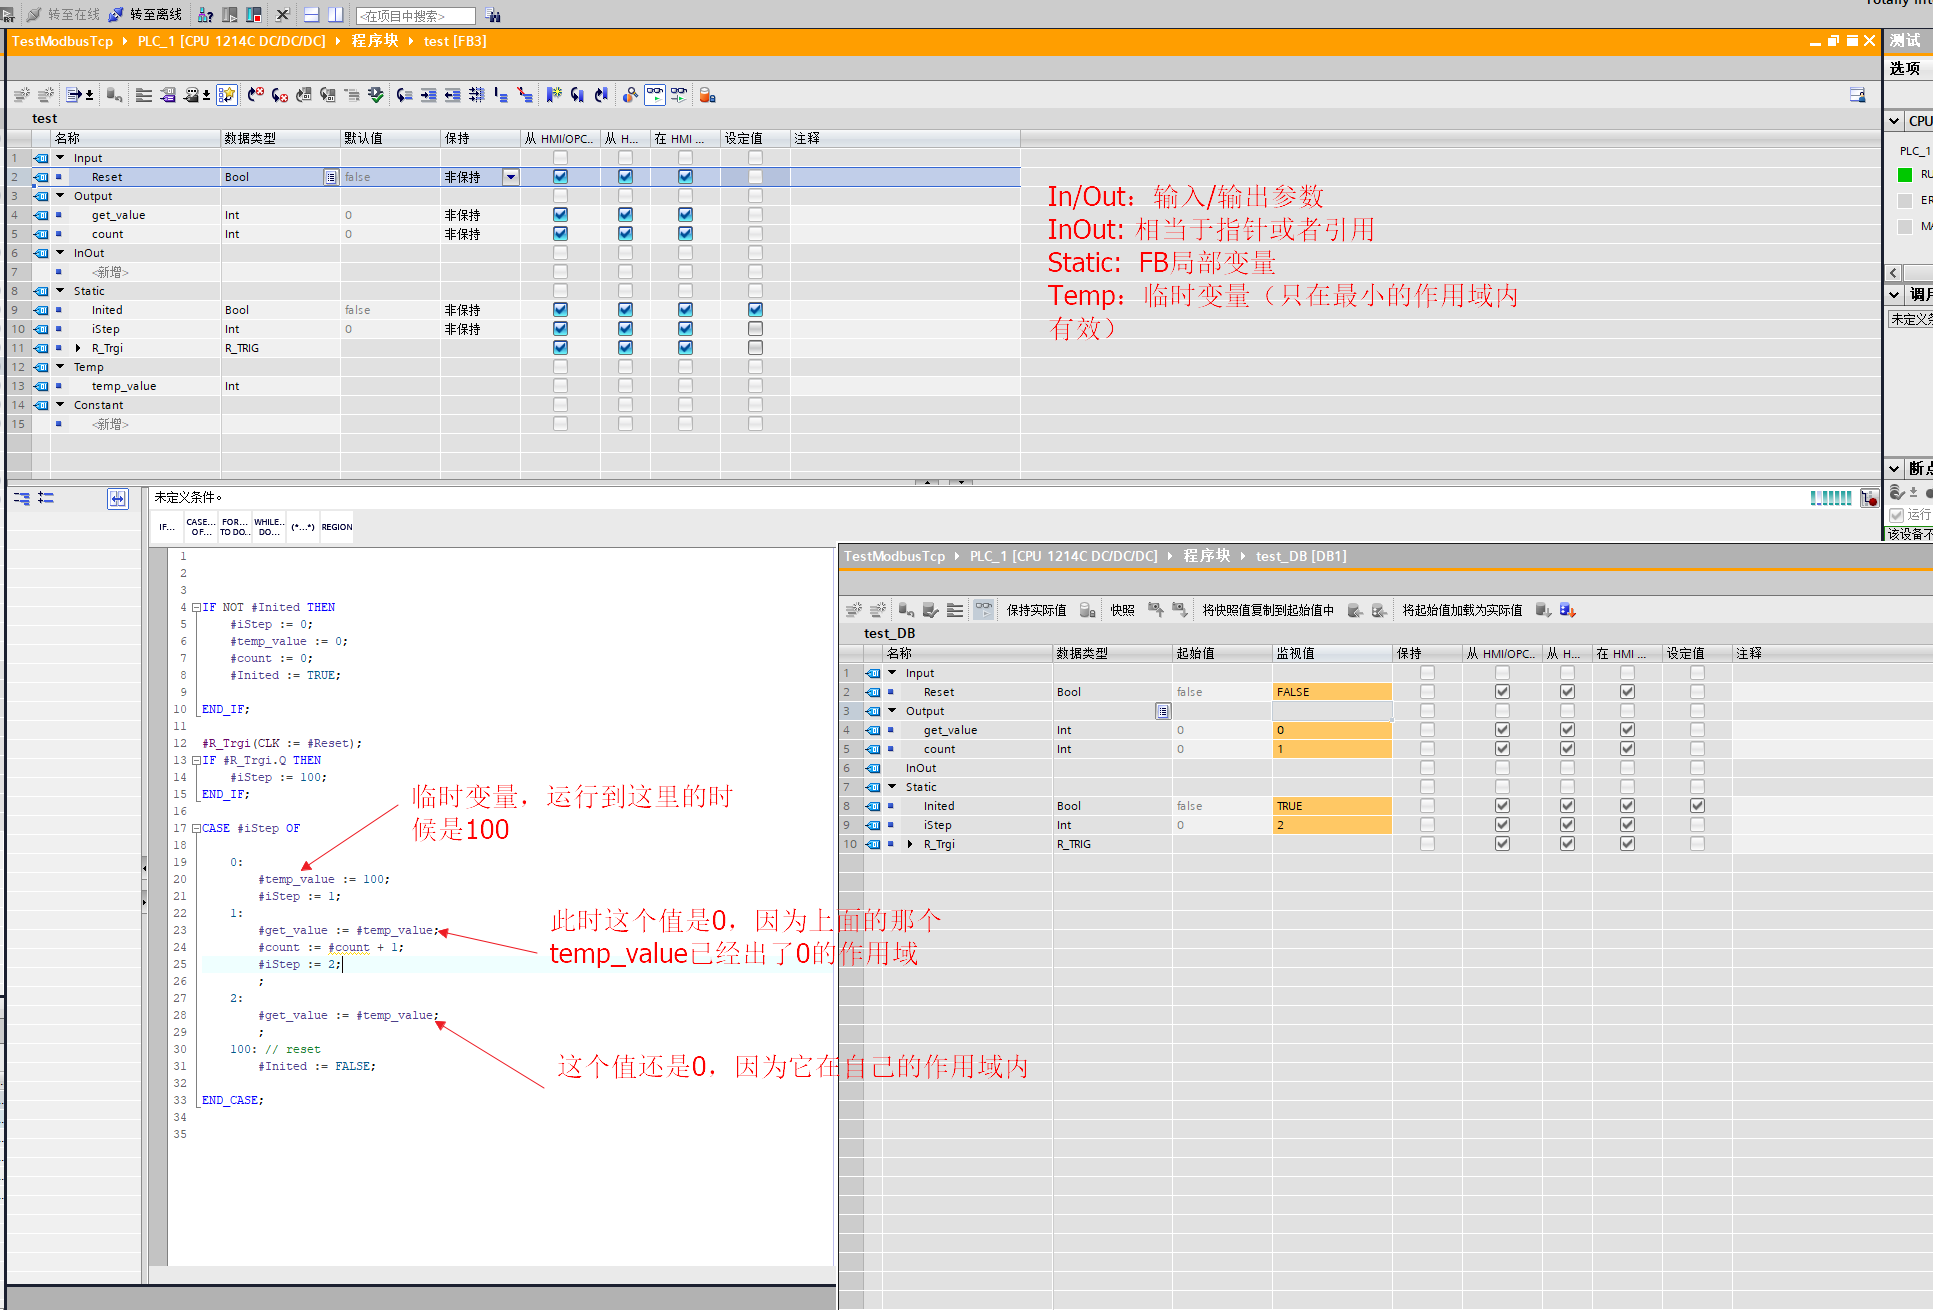 转至在线 转至离线 <在项目中搜索>
TestModbusTcp ▸ PLC_1 [CPU 1214C DC/DC/DC] ▸ 程序块 ▸ test [FB3]
测试
选项
test
名称 数据类型 默认值 保持 从 HMI/OPC.. 从 H... 在 HMI ... 设定值 注释
1 Input
2 Reset Bool false 非保持
3 Output
4 get_value Int 0 非保持
5 count Int 0 非保持
6 InOut
7 <新增>
8 Static
9 Inited Bool false 非保持
10 iStep Int 0 非保持
11 R_Trgi R_TRIG
12 Temp
13 temp_value Int
14 Constant
15 <新增>
In/Out：输入/输出参数
InOut: 相当于指针或者引用
Static: FB局部变量
Temp：临时变量（只在最小的作用域内
有效）
CPU
PLC_1
RU
ER
MA
调用
未定义条
断点
运行
该设备不
未定义条件。
IF... CASE... OF... FOR... TO DO.. WHILE.. DO... (*...*) REGION
1
2
3
4 IF NOT #Inited THEN
5 #iStep := 0;
6 #temp_value := 0;
7 #count := 0;
8 #Inited := TRUE;
9
10 END_IF;
11
12 #R_Trgi(CLK := #Reset);
13 IF #R_Trgi.Q THEN
14 #iStep := 100;
15 END_IF;
16
17 CASE #iStep OF
18
19 0:
20 #temp_value := 100;
21 #iStep := 1;
22 1:
23 #get_value := #temp_value;
24 #count := #count + 1;
25 #iStep := 2;
26 ;
27 2:
28 #get_value := #temp_value;
29 ;
30 100: // reset
31 #Inited := FALSE;
32
33 END_CASE;
34
35
临时变量，运行到这里的时
候是100
此时这个值是0，因为上面的那个
temp_value已经出了0的作用域
这个值还是0，因为它在自己的作用域内
TestModbusTcp ▸ PLC_1 [CPU 1214C DC/DC/DC] ▸ 程序块 ▸ test_DB [DB1]
保持实际值 快照 将快照值复制到起始值中 将起始值加载为实际值
test_DB
名称 数据类型 起始值 监视值 保持 从 HMI/OPC.. 从 H... 在 HMI ... 设定值 注释
1 Input
2 Reset Bool false FALSE
3 Output
4 get_value Int 0 0
5 count Int 0 1
6 InOut
7 Static
8 Inited Bool false TRUE
9 iStep Int 0 2
10 R_Trgi R_TRIG